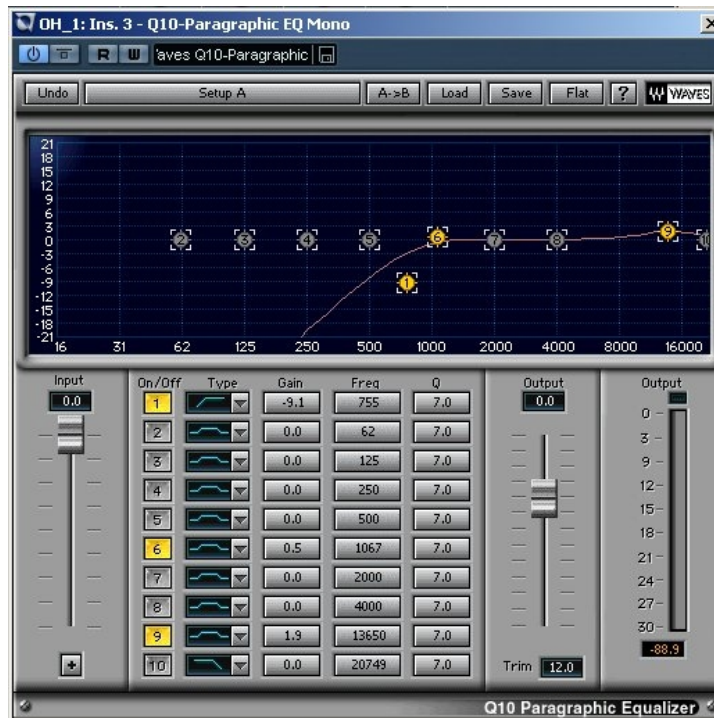 OH_1: Ins. 3 - Q10-Paragraphic EQ Mono
R W 'aves Q10-Paragraphic
Undo Setup A A->B Load Save Flat ? WAVES
21
18
15
12
9
6
3
0
-3
-6
-9
-12
-15
-18
-21
2 3 4 5 6 7 8 9 10
1
16 31 62 125 250 500 1000 2000 4000 8000 16000
Input On/Off Type Gain Freq Q Output Output
0.0 1 -9.1 755 7.0 0.0
2 0.0 62 7.0
3 0.0 125 7.0
4 0.0 250 7.0
5 0.0 500 7.0
6 0.5 1067 7.0
7 0.0 2000 7.0
8 0.0 4000 7.0
9 1.9 13650 7.0
10 0.0 20749 7.0
0
3
9
12
15
18
21
24
27
30
-88.9
+ Trim 12.0
Q10 Paragraphic Equalizer